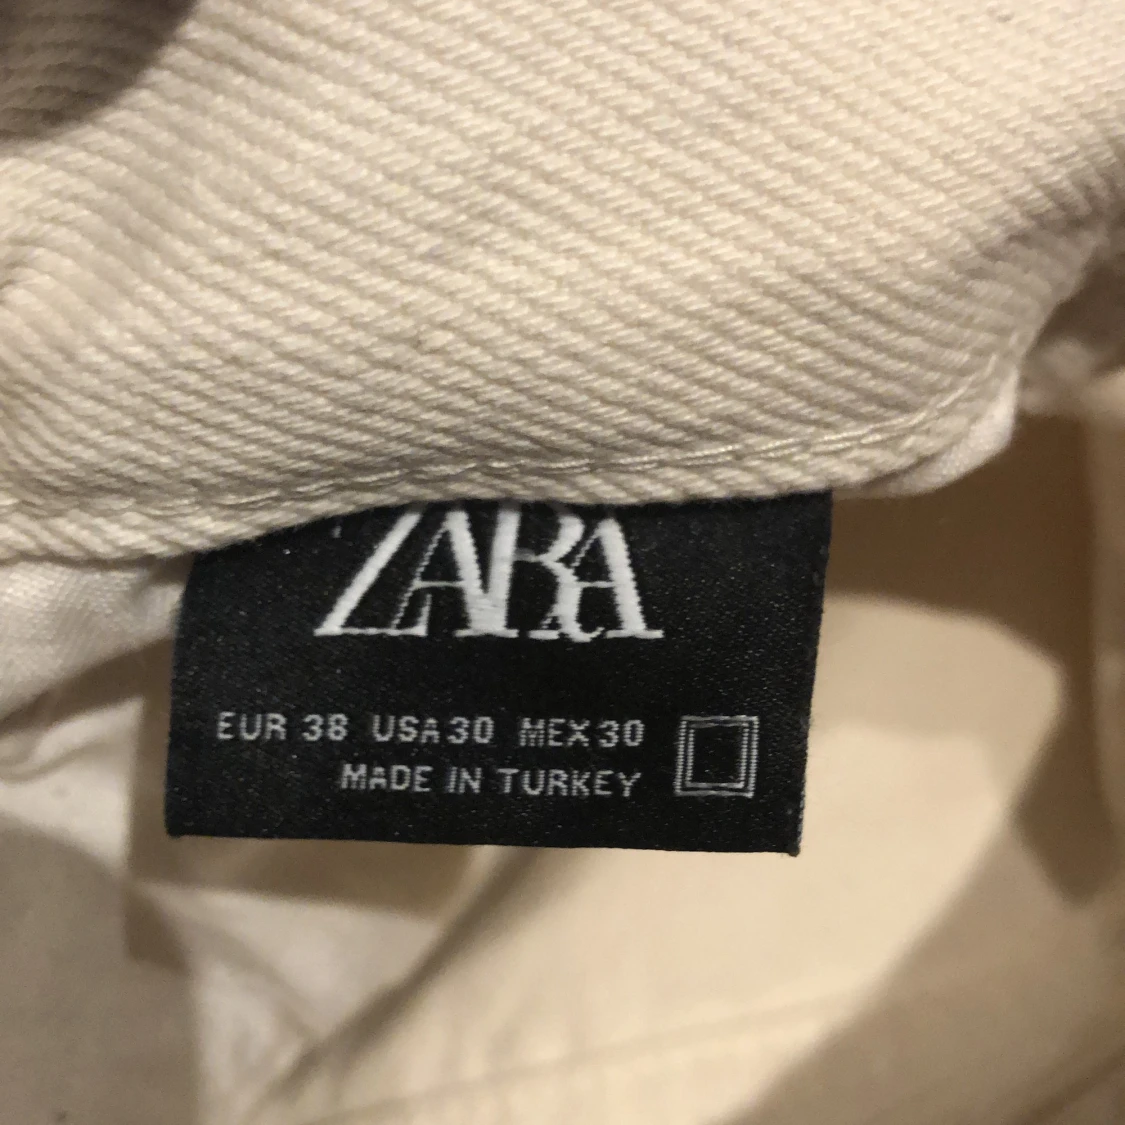 ZARA
EUR 38 USA 30 MEX 30
MADE IN TURKEY